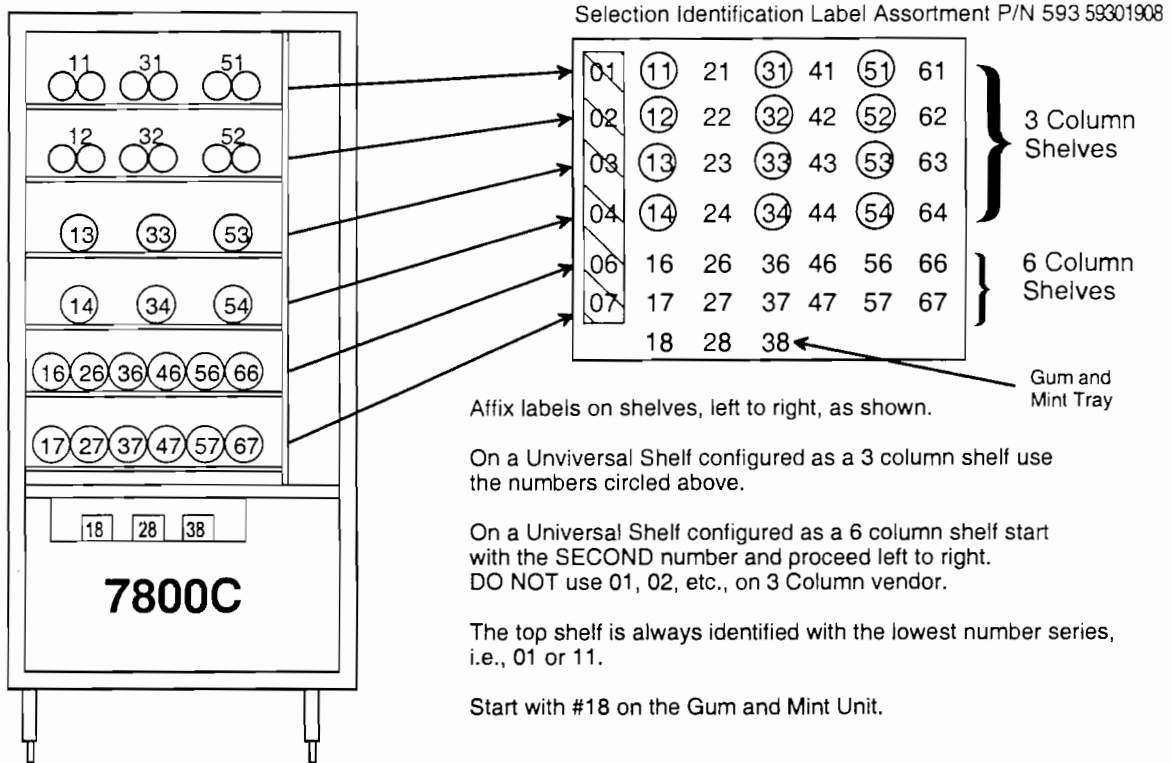 Selection Identification Label Assortment P/N 593 59301908
11 31 51
12 32 52
13 33 53
14 34 54
16 26 36 46 56 66
17 27 37 47 57 67
18 28 38
7800C
01 11 21 31 41 51 61
02 12 22 32 42 52 62
03 13 23 33 43 53 63
04 14 24 34 44 54 64
06 16 26 36 46 56 66
07 17 27 37 47 57 67
18 28 38
3 Column
Shelves
6 Column
Shelves
Gum and
Mint Tray
Affix labels on shelves, left to right, as shown.
On a Unviversal Shelf configured as a 3 column shelf use
the numbers circled above.
On a Universal Shelf configured as a 6 column shelf start
with the SECOND number and proceed left to right.
DO NOT use 01, 02, etc., on 3 Column vendor.
The top shelf is always identified with the lowest number series,
i.e., 01 or 11.
Start with #18 on the Gum and Mint Unit.